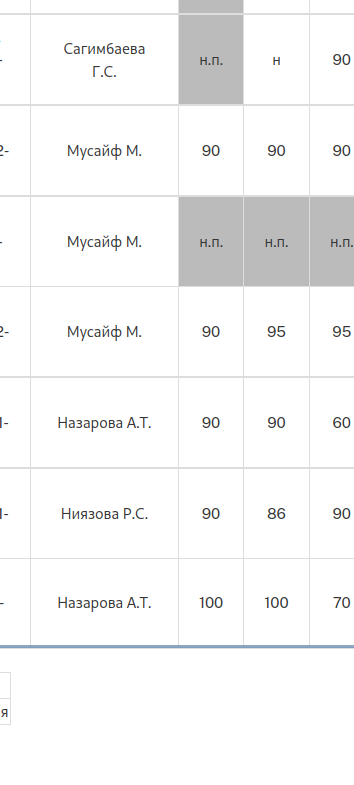 -
Сагимбаева
Г.С.
н.п.
н
90
2-
Мусайф М.
90
90
90
-
Мусайф М.
н.п.
н.п.
н.п.
2-
Мусайф М.
90
95
95
1-
Назарова А.Т.
90
90
60
1-
Ниязова Р.С.
90
86
90
-
Назарова А.Т.
100
100
70
я